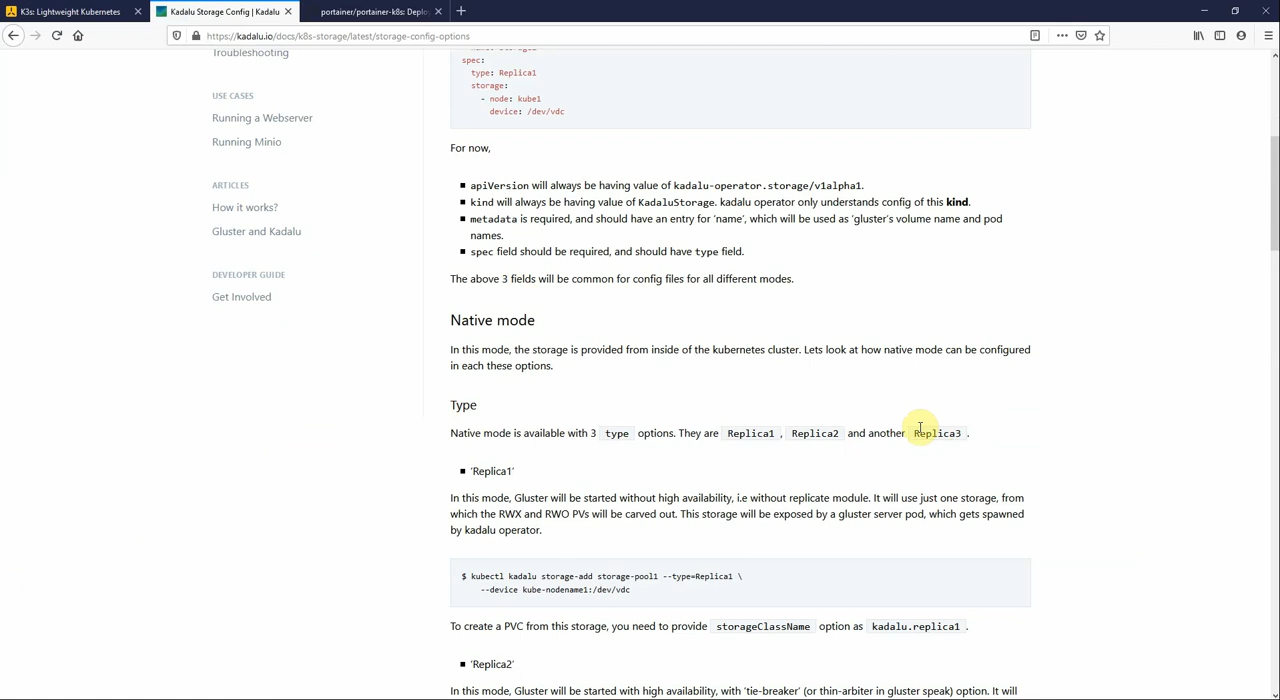 K3s: Lightweight Kubernetes
Kadalu Storage Config | Kadalu
portainer/portainer-k8s: Deplo
https://kadalu.io/docs/k8s-storage/latest/storage-config-options
Troubleshooting
USE CASES
Running a Webserver
Running Minio
ARTICLES
How it works?
Gluster and Kadalu
DEVELOPER GUIDE
Get Involved
spec:
type: Replica1
storage:
- node: kube1
device: /dev/vdc
For now,
apiVersion will always be having value of kadalu-operator.storage/v1alpha1.
kind will always be having value of KadaluStorage. kadalu operator only understands config of this kind.
metadata is required, and should have an entry for 'name', which will be used as 'gluster's volume name and pod
names.
spec field should be required, and should have type field.
The above 3 fields will be common for config files for all different modes.
Native mode
In this mode, the storage is provided from inside of the kubernetes cluster. Lets look at how native mode can be configured
in each these options.
Type
Native mode is available with 3 type options. They are Replica1 , Replica2 and another Replica3 .
'Replica1'
In this mode, Gluster will be started without high availability, i.e without replicate module. It will use just one storage, from
which the RWX and RWO PVs will be carved out. This storage will be exposed by a gluster server pod, which gets spawned
by kadalu operator.
$ kubectl kadalu storage-add storage-pool1 --type=Replica1 \
--device kube-nodename1:/dev/vdc
To create a PVC from this storage, you need to provide storageClassName option as kadalu.replica1 .
'Replica2'
In this mode, Gluster will be started with high availability, with 'tie-breaker' (or thin-arbiter in gluster speak) option. It will